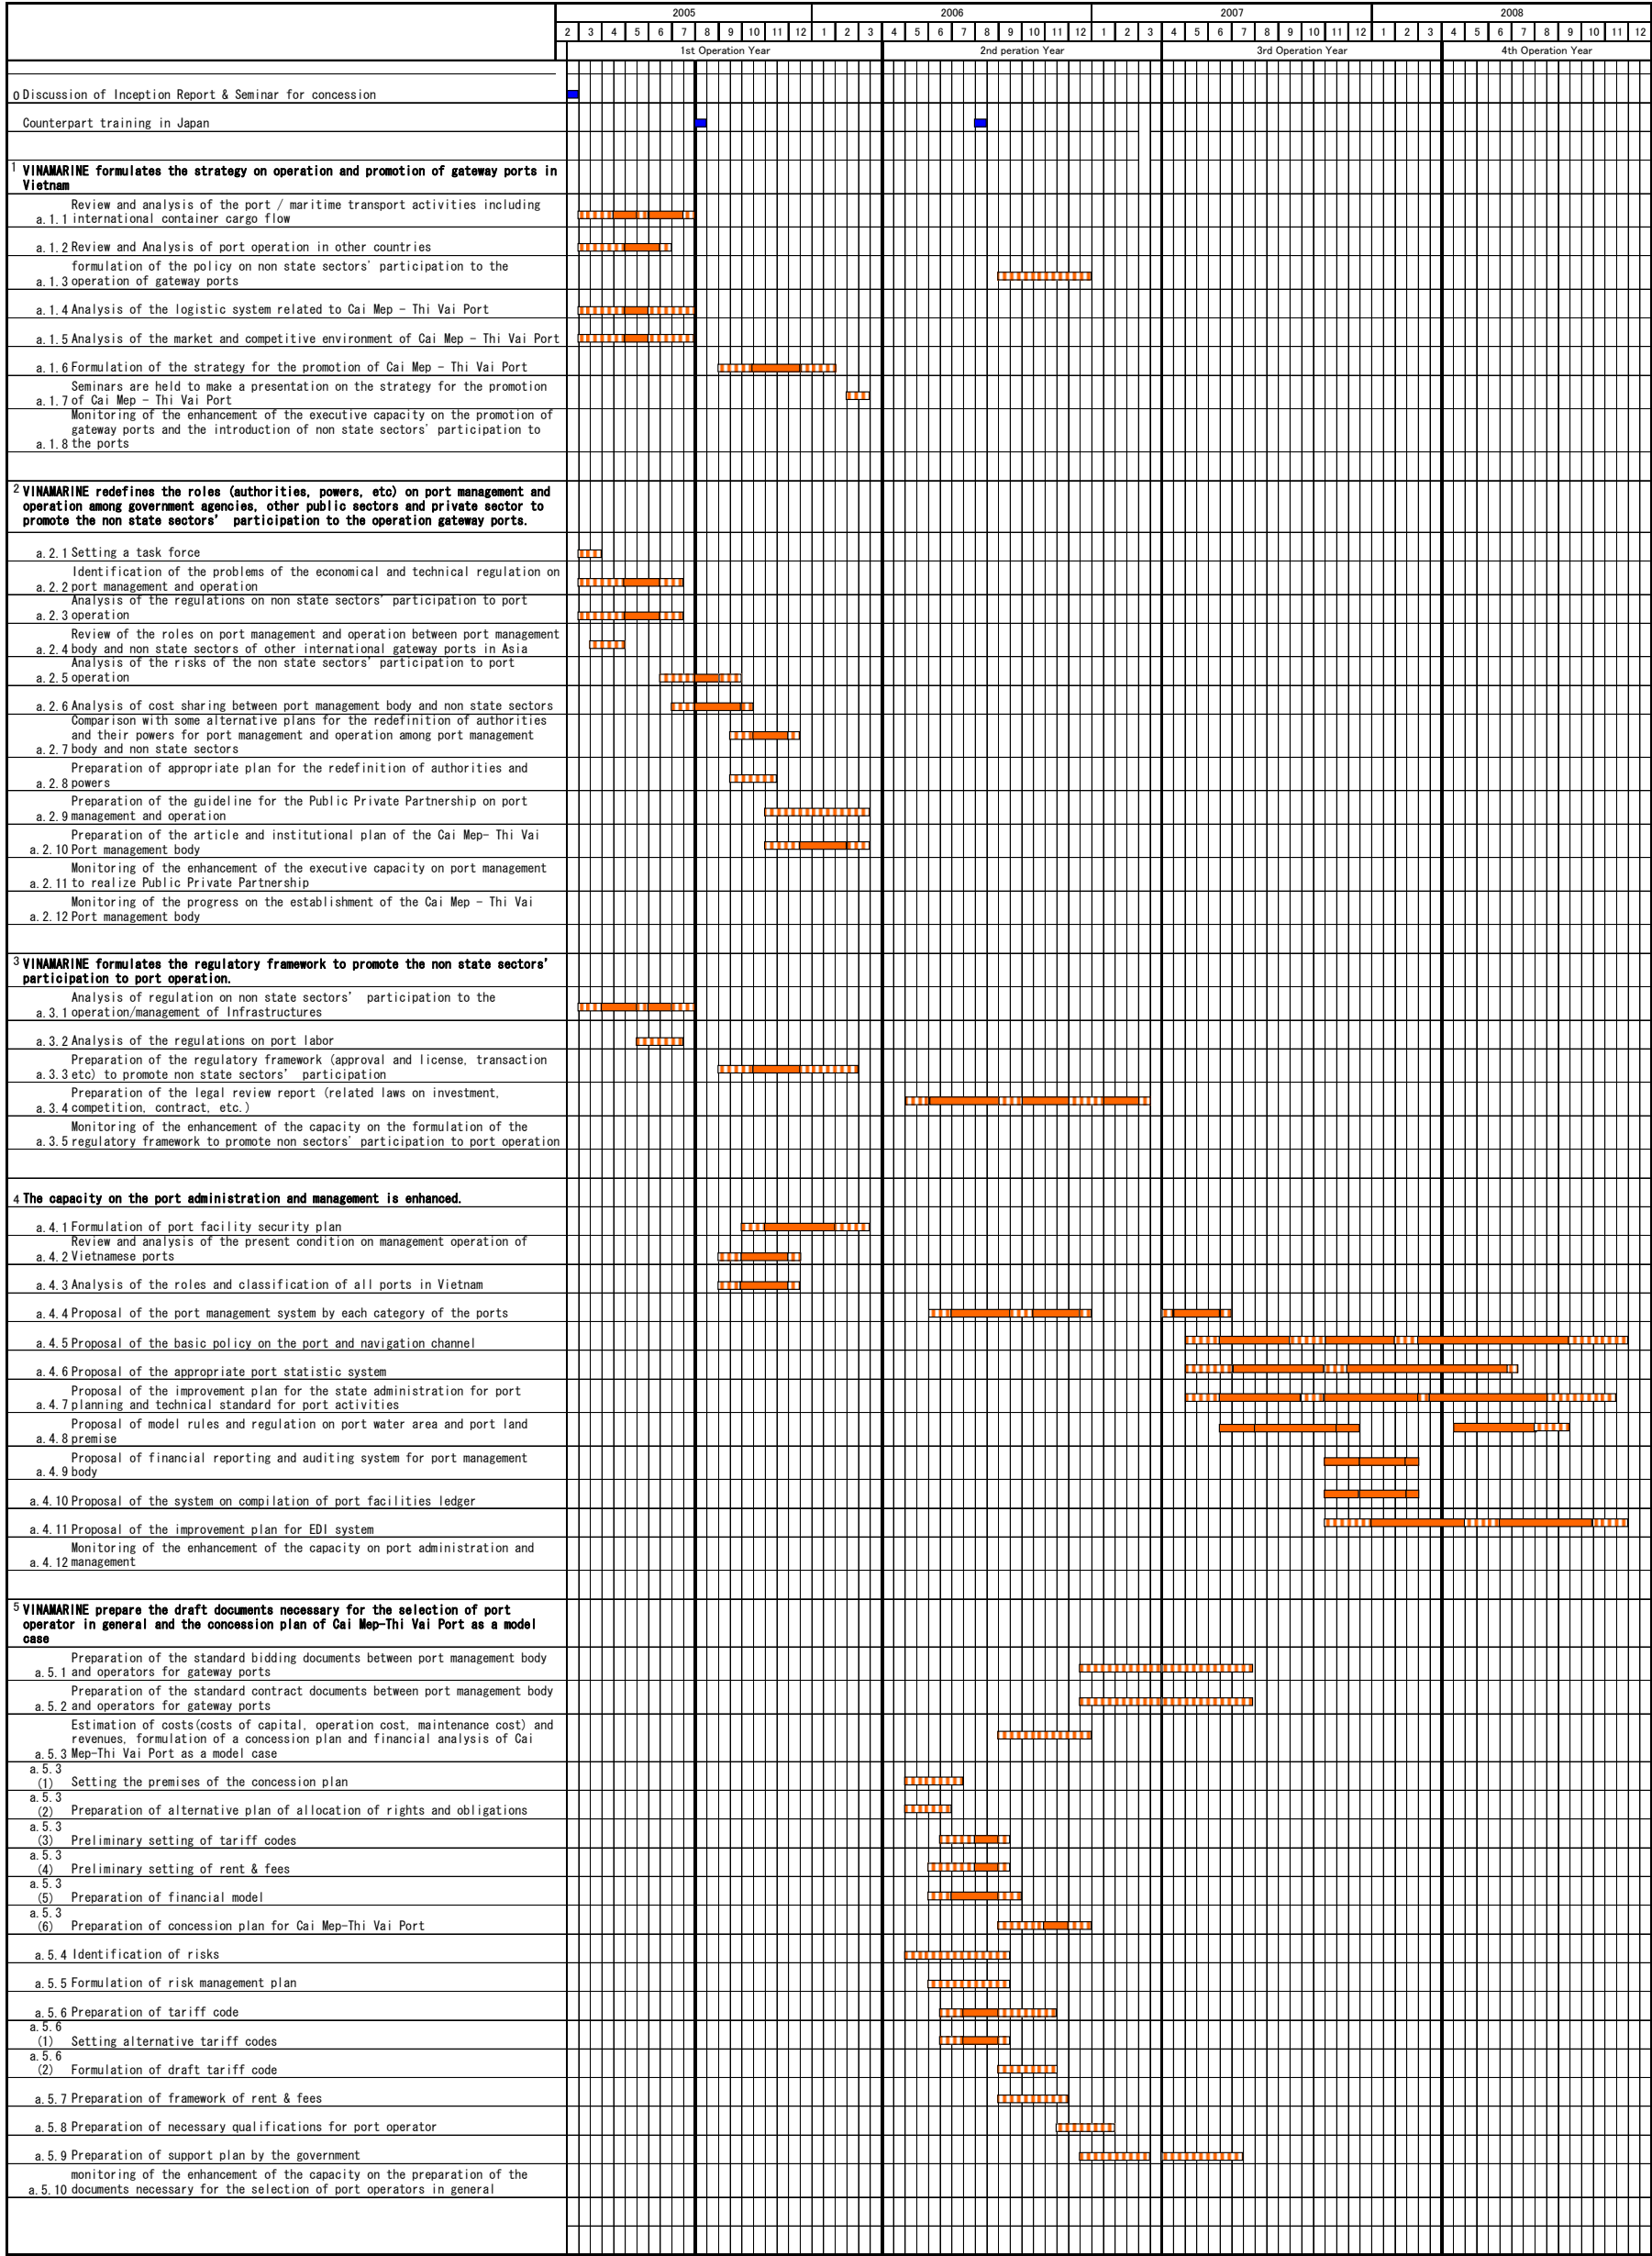 2005 2006 2007 2008
2 3 4 5 6 7 8 9 10 11 12 1 2 3 4 5 6 7 8 9 10 11 12 1 2 3 4 5 6 7 8 9 10 11 12 1 2 3 4 5 6 7 8 9 10 11 12
1st Operation Year 2nd peration Year 3rd Operation Year 4th Operation Year
0 Discussion of Inception Report & Seminar for concession
Counterpart training in Japan
1 VINAMARINE formulates the strategy on operation and promotion of gateway ports in
Vietnam
Review and analysis of the port / maritime transport activities including
a.1.1 international container cargo flow
a.1.2 Review and Analysis of port operation in other countries
formulation of the policy on non state sectors' participation to the
a.1.3 operation of gateway ports
a.1.4 Analysis of the logistic system related to Cai Mep - Thi Vai Port
a.1.5 Analysis of the market and competitive environment of Cai Mep - Thi Vai Port
a.1.6 Formulation of the strategy for the promotion of Cai Mep - Thi Vai Port
Seminars are held to make a presentation on the strategy for the promotion
a.1.7 of Cai Mep - Thi Vai Port
Monitoring of the enhancement of the executive capacity on the promotion of
gateway ports and the introduction of non state sectors' participation to
a.1.8 the ports
2 VINAMARINE redefines the roles (authorities, powers, etc) on port management and
operation among government agencies, other public sectors and private sector to
promote the non state sectors' participation to the operation gateway ports.
a.2.1 Setting a task force
Identification of the problems of the economical and technical regulation on
a.2.2 port management and operation
Analysis of the regulations on non state sectors' participation to port
a.2.3 operation
Review of the roles on port management and operation between port management
a.2.4 body and non state sectors of other international gateway ports in Asia
Analysis of the risks of the non state sectors' participation to port
a.2.5 operation
a.2.6 Analysis of cost sharing between port management body and non state sectors
Comparison with some alternative plans for the redefinition of authorities
and their powers for port management and operation among port management
a.2.7 body and non state sectors
Preparation of appropriate plan for the redefinition of authorities and
a.2.8 powers
Preparation of the guideline for the Public Private Partnership on port
a.2.9 management and operation
Preparation of the article and institutional plan of the Cai Mep- Thi Vai
a.2.10 Port management body
Monitoring of the enhancement of the executive capacity on port management
a.2.11 to realize Public Private Partnership
Monitoring of the progress on the establishment of the Cai Mep - Thi Vai
a.2.12 Port management body
3 VINAMARINE formulates the regulatory framework to promote the non state sectors'
participation to port operation.
Analysis of regulation on non state sectors' participation to the
a.3.1 operation/management of Infrastructures
a.3.2 Analysis of the regulations on port labor
Preparation of the regulatory framework (approval and license, transaction
a.3.3 etc) to promote non state sectors' participation
Preparation of the legal review report (related laws on investment,
a.3.4 competition, contract, etc.)
Monitoring of the enhancement of the capacity on the formulation of the
a.3.5 regulatory framework to promote non sectors' participation to port operation
4 The capacity on the port administration and management is enhanced.
a.4.1 Formulation of port facility security plan
Review and analysis of the present condition on management operation of
a.4.2 Vietnamese ports
a.4.3 Analysis of the roles and classification of all ports in Vietnam
a.4.4 Proposal of the port management system by each category of the ports
a.4.5 Proposal of the basic policy on the port and navigation channel
a.4.6 Proposal of the appropriate port statistic system
Proposal of the improvement plan for the state administration for port
a.4.7 planning and technical standard for port activities
Proposal of model rules and regulation on port water area and port land
a.4.8 premise
Proposal of financial reporting and auditing system for port management
a.4.9 body
a.4.10 Proposal of the system on compilation of port facilities ledger
a.4.11 Proposal of the improvement plan for EDI system
Monitoring of the enhancement of the capacity on port administration and
a.4.12 management
5 VINAMARINE prepare the draft documents necessary for the selection of port
operator in general and the concession plan of Cai Mep-Thi Vai Port as a model
case
Preparation of the standard bidding documents between port management body
a.5.1 and operators for gateway ports
Preparation of the standard contract documents between port management body
a.5.2 and operators for gateway ports
Estimation of costs(costs of capital, operation cost, maintenance cost) and
revenues, formulation of a concession plan and financial analysis of Cai
a.5.3 Mep-Thi Vai Port as a model case
a.5.3
(1) Setting the premises of the concession plan
a.5.3
(2) Preparation of alternative plan of allocation of rights and obligations
a.5.3
(3) Preliminary setting of tariff codes
a.5.3
(4) Preliminary setting of rent & fees
a.5.3
(5) Preparation of financial model
a.5.3
(6) Preparation of concession plan for Cai Mep-Thi Vai Port
a.5.4 Identification of risks
a.5.5 Formulation of risk management plan
a.5.6 Preparation of tariff code
a.5.6
(1) Setting alternative tariff codes
a.5.6
(2) Formulation of draft tariff code
a.5.7 Preparation of framework of rent & fees
a.5.8 Preparation of necessary qualifications for port operator
a.5.9 Preparation of support plan by the government
monitoring of the enhancement of the capacity on the preparation of the
a.5.10 documents necessary for the selection of port operators in general